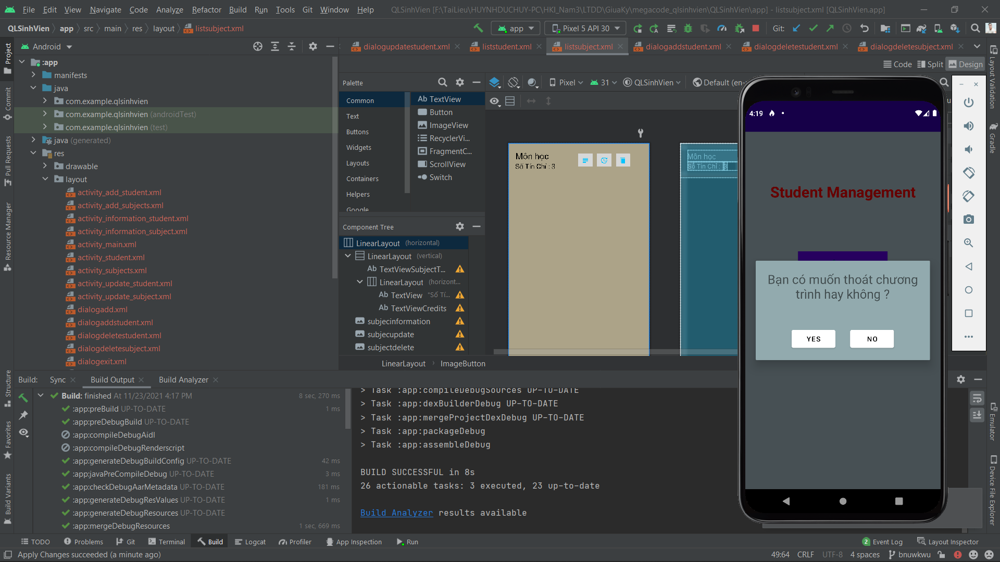 File Edit View Navigate Code Analyze Refactor Build Run Tools Git Window Help QLSinhVien [F:\TaiLieu\HUYNHDUCHUY-PC\HKI_Nam3\LTDD\GiuaKy\megacode_qlsinhvien\QLSinhVien\app] - listsubject.xml [QLSinhVien.app]
QLSinhVien app src main res layout listsubject.xml app Pixel 5 API 30 Git:
Android
dialogupdatestudent.xml liststudent.xml listsubject.xml dialogaddstudent.xml dialogdeletestudent.xml dialogdeletesubject.xml
Code Split Design
Project
Commit
Pull Requests
Resource Manager
Structure
Favorites
Build Variants
:app
manifests
java
com.example.qlsinhvien
com.example.qlsinhvien (androidTest)
com.example.qlsinhvien (test)
java (generated)
res
drawable
layout
activity_add_student.xml
activity_add_subjects.xml
activity_information_student.xml
activity_information_subject.xml
activity_main.xml
activity_student.xml
activity_subjects.xml
activity_update_student.xml
activity_update_subject.xml
dialogadd.xml
dialogaddstudent.xml
dialogdeletestudent.xml
dialogdeletesubject.xml
dialogexit.xml
Palette
Common
Text
Buttons
Widgets
Layouts
Containers
Helpers
Google
Ab TextView
Button
ImageView
RecyclerVi...
FragmentC...
ScrollView
Switch
Pixel 31 QLSinhVien Default (en-
Component Tree
LinearLayout (horizontal)
LinearLayout (vertical)
Ab TextViewSubjectT...
LinearLayout (horizont...
Ab TextView "Số Tí...
Ab TextViewCredits
subjecinformation
subjecupdate
subjectdelete
Môn học
Số Tín Chỉ : 3
Môn học
Số Tín Chỉ : 3
LinearLayout ImageButton
4:19
Student Management
Bạn có muốn thoát chương
trình hay không ?
YES NO
Layout Validation
Gradle
Emulator
Device File Explorer
Build: Sync Build Output Build Analyzer
Build: finished At 11/23/2021 4:17 PM 8 sec, 270 ms
:app:preBuild UP-TO-DATE 1 ms
:app:preDebugBuild UP-TO-DATE
:app:compileDebugAidl
:app:compileDebugRenderscript
:app:generateDebugBuildConfig UP-TO-DATE 42 ms
:app:javaPreCompileDebug UP-TO-DATE 3 ms
:app:checkDebugAarMetadata UP-TO-DATE 181 ms
:app:generateDebugResValues UP-TO-DATE 1 ms
:app:generateDebugResources UP-TO-DATE
:app:mergeDebugResources 1 sec, 669 ms
> Task :app:compileDebugSources UP-TO-DATE
> Task :app:dexBuilderDebug UP-TO-DATE
> Task :app:mergeProjectDexDebug UP-TO-DATE
> Task :app:packageDebug
> Task :app:assembleDebug
BUILD SUCCESSFUL in 8s
26 actionable tasks: 3 executed, 23 up-to-date
Build Analyzer results available
TODO Problems Git Terminal Build Logcat Profiler App Inspection Run 2 Event Log Layout Inspector
Apply Changes succeeded (a minute ago) 49:64 CRLF UTF-8 4 spaces bnuwkwu